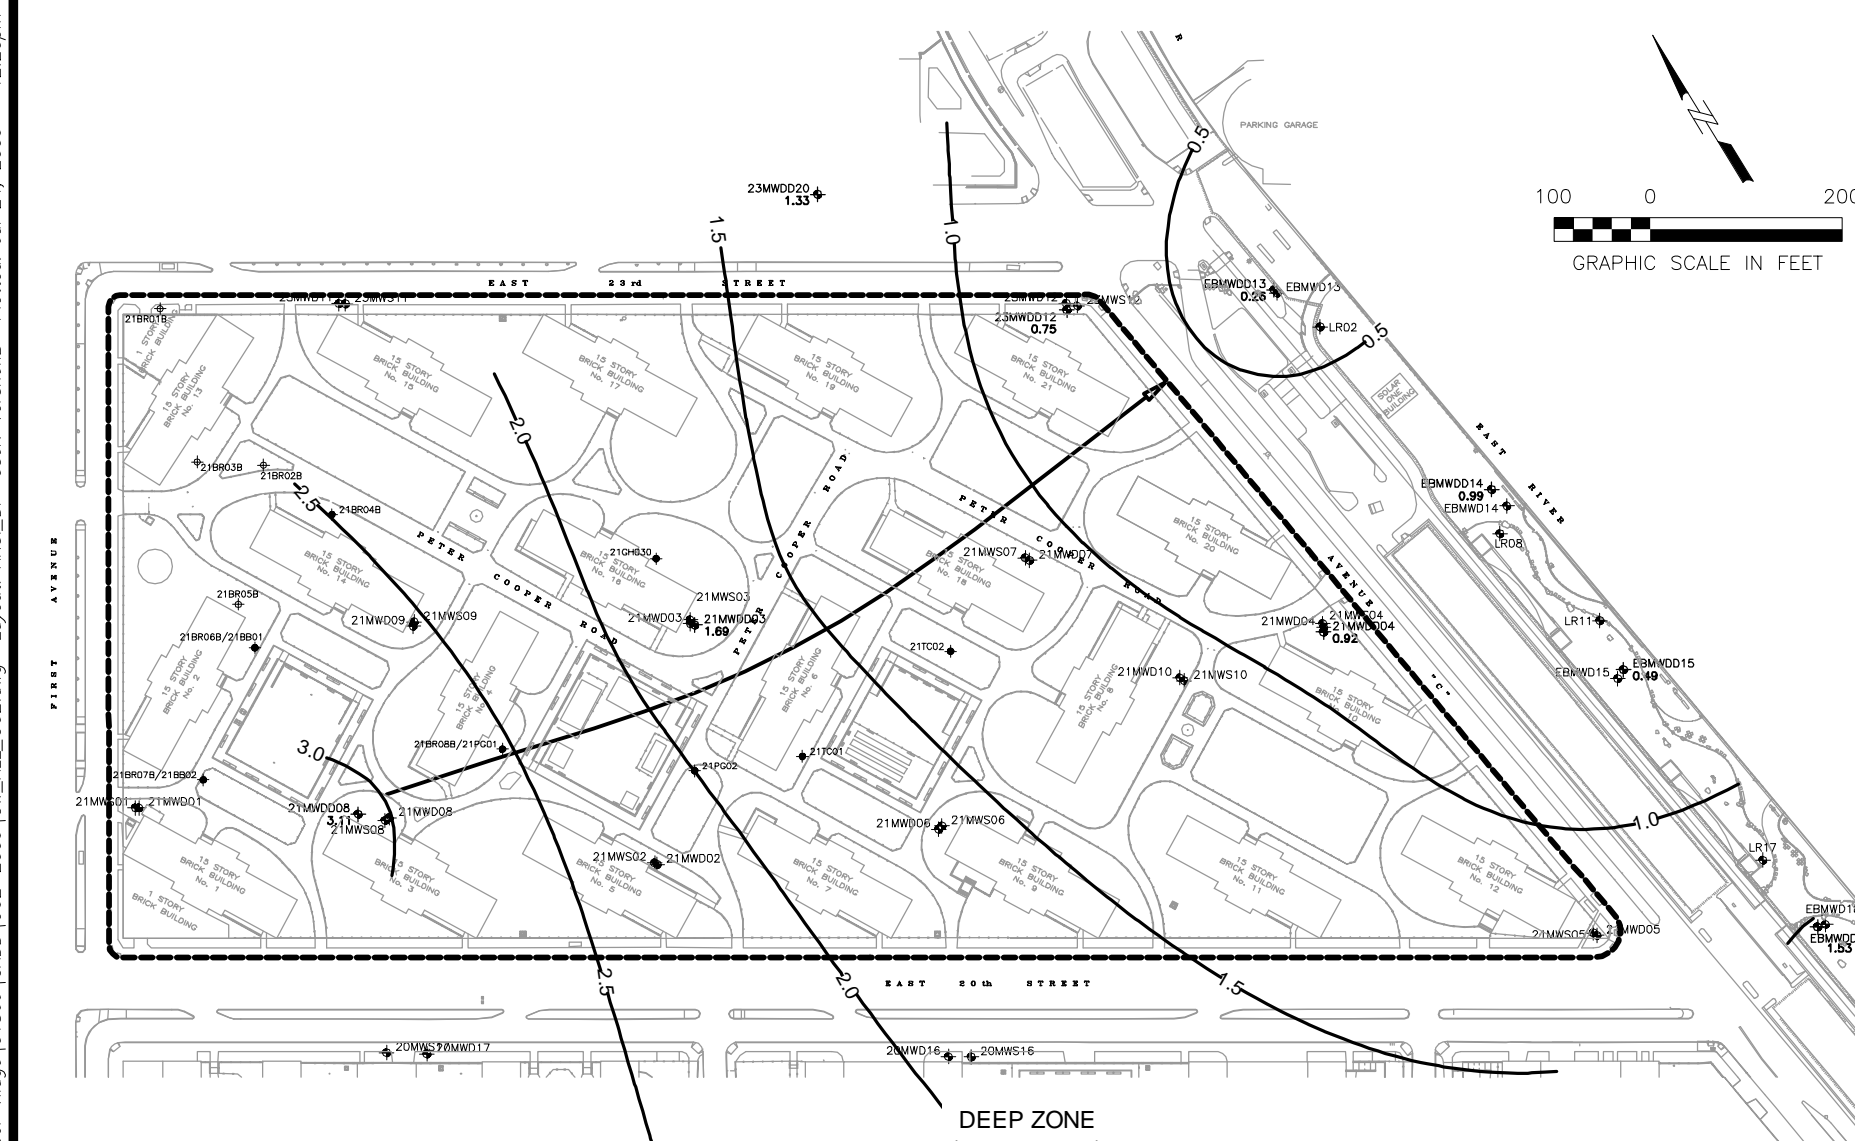 PARKING GARAGE
0.5
23MWDD20
1.33
100 0 200
GRAPHIC SCALE IN FEET
1.5
1.0
EAST 23rd STREET
EBMWDD13
0.25
EBMWD13
LR02
0.5
21BR01B
23MWD12
23MWS12
23MWDD12
0.75
1 STORY
BRICK BUILDING
15 STORY
BRICK BUILDING
No. 13
15 STORY
BRICK BUILDING
No. 15
15 STORY
BRICK BUILDING
No. 17
15 STORY
BRICK BUILDING
No. 19
15 STORY
BRICK BUILDING
No. 21
SOLAR
ONE
BUILDING
2.0
EAST RIVER
21BR03B
21BR02B
2.5
21BR04B
EBMWDD14
0.99
EBMWD14
LR08
PETER COOPER ROAD
PETER COOPER ROAD
PETER COOPER ROAD
15 STORY
BRICK BUILDING
No. 14
15 STORY
BRICK BUILDING
No. 16
21GH030
15 STORY
BRICK BUILDING
No. 18
21MWS07
21MWD07
15 STORY
BRICK BUILDING
No. 20
AVENUE "C"
FIRST AVENUE
21BR05B
21BR06B/21BB01
21MWD09
21MWS09
21MWS03
21MWD03
21MWDD03
1.69
21TC02
21MWS04
21MWD04
21MWDD04
0.92
LR11
EBMWDD15
EBMWD15
0.49
21MWD10
21MWS10
15 STORY
BRICK BUILDING
No. 2
15 STORY
BRICK BUILDING
No. 4
15 STORY
BRICK BUILDING
No. 6
15 STORY
BRICK BUILDING
No. 8
15 STORY
BRICK BUILDING
No. 10
3.0
21BR08B/21PG01
21TC01
21PG02
21BR07B/21BB02
21MWS01
21MWD01
21MWDD08
3.11
21MWD08
21MWS08
21MWD06
21MWS06
1.0
21MWS02
21MWD02
LR17
15 STORY
BRICK BUILDING
No. 1
15 STORY
BRICK BUILDING
No. 3
15 STORY
BRICK BUILDING
No. 5
15 STORY
BRICK BUILDING
No. 7
15 STORY
BRICK BUILDING
No. 9
15 STORY
BRICK BUILDING
No. 11
15 STORY
BRICK BUILDING
No. 12
1 STORY
BRICK BUILDING
21MWS05
EBMWDD
1.53
2.5
2.0
1.5
EAST 20th STREET
20MWD17
20MWD16
20MWS16
DEEP ZONE